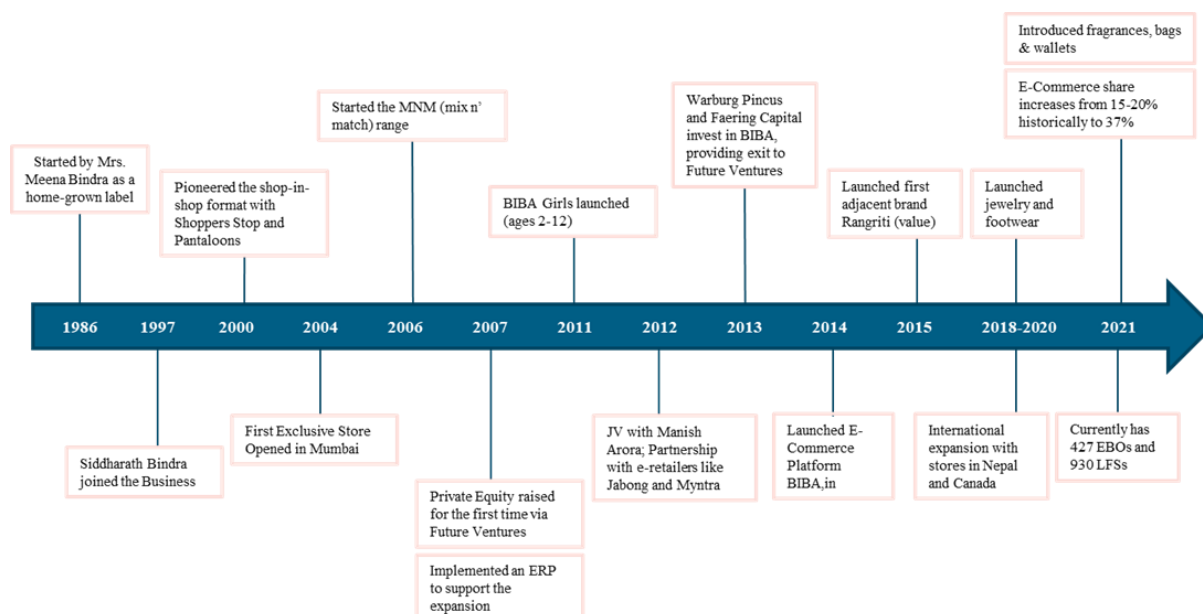 Introduced fragrances, bags
& wallets
E-Commerce share
increases from 15-20%
historically to 37%
Warburg Pincus
and Faering Capital
invest in BIBA,
providing exit to
Future Ventures
Started the MNM (mix n’
match) range
Started by Mrs.
Meena Bindra as a
home-grown label
Pioneered the shop-in-
shop format with
Shoppers Stop and
Pantaloons
BIBA Girls launched
(ages 2-12)
Launched first
adjacent brand
Rangriti (value)
Launched
jewelry and
footwear
1986 1997 2000 2004 2006 2007 2011 2012 2013 2014 2015 2018-2020 2021
Siddharath Bindra
joined the Business
First Exclusive Store
Opened in Mumbai
Private Equity raised
for the first time via
Future Ventures
Implemented an ERP
to support the
expansion
JV with Manish
Arora; Partnership
with e-retailers like
Jabong and Myntra
Launched E-
Commerce
Platform
BIBA,in
International
expansion with
stores in Nepal
and Canada
Currently has
427 EBOs and
930 LFSs